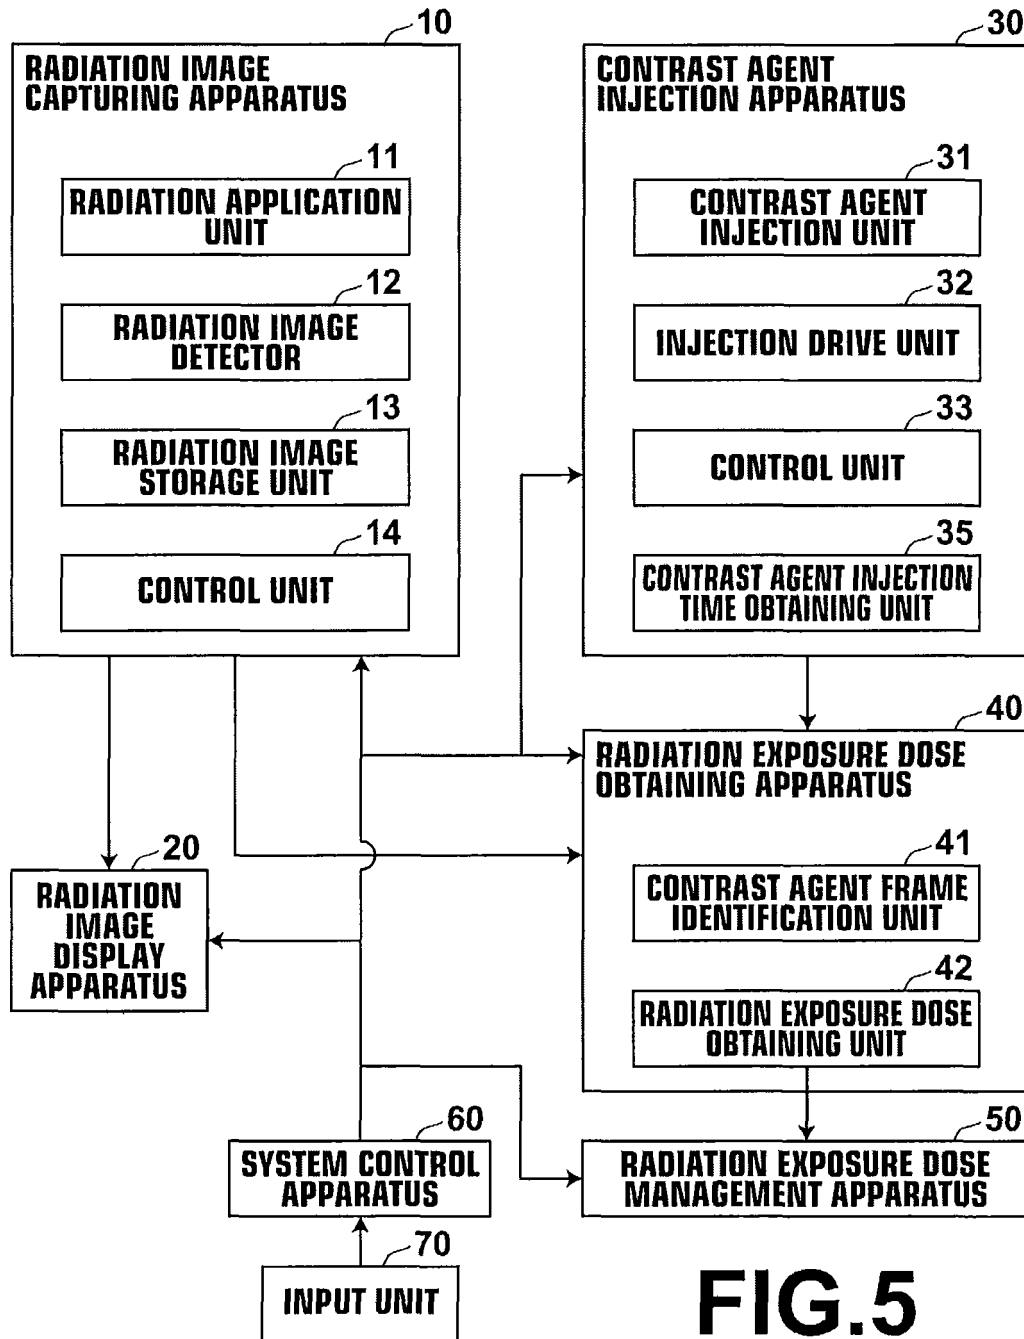 10
RADIATION IMAGE
CAPTURING APPARATUS
11
RADIATION APPLICATION
UNIT
12
RADIATION IMAGE
DETECTOR
13
RADIATION IMAGE
STORAGE UNIT
14
CONTROL UNIT
30
CONTRAST AGENT
INJECTION APPARATUS
31
CONTRAST AGENT
INJECTION UNIT
32
INJECTION DRIVE UNIT
33
CONTROL UNIT
35
CONTRAST AGENT INJECTION
TIME OBTAINING UNIT
20
RADIATION
IMAGE
DISPLAY
APPARATUS
40
RADIATION EXPOSURE DOSE
OBTAINING APPARATUS
41
CONTRAST AGENT FRAME
IDENTIFICATION UNIT
42
RADIATION EXPOSURE DOSE
OBTAINING UNIT
60
SYSTEM CONTROL
APPARATUS
50
RADIATION EXPOSURE DOSE
MANAGEMENT APPARATUS
70
INPUT UNIT
FIG.5